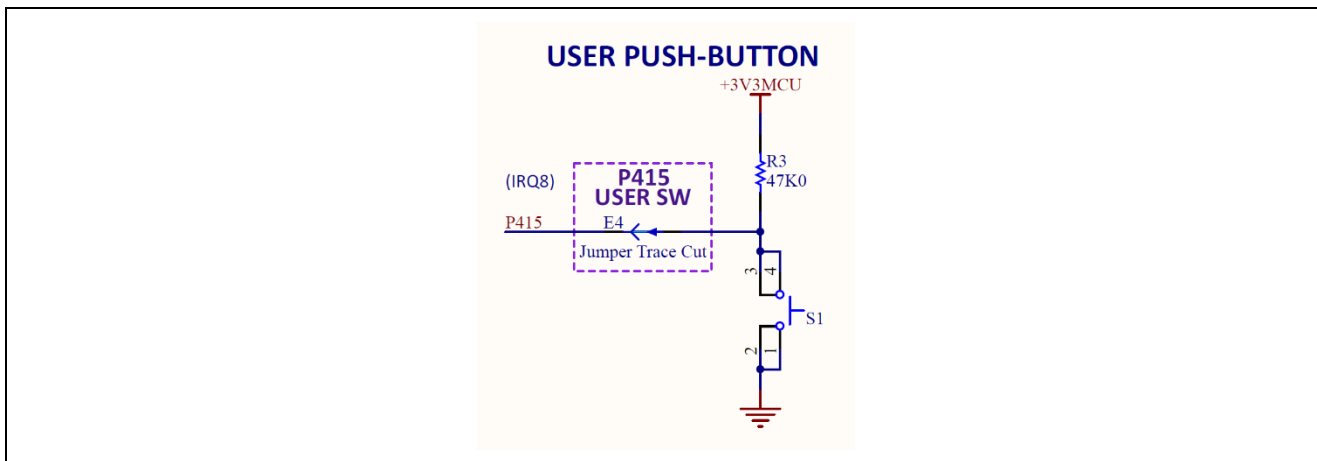 USER PUSH-BUTTON
+3V3MCU
R3
47K0
(IRQ8)
P415
USER SW
P415
E4
Jumper Trace Cut
3
4
S1
2
1